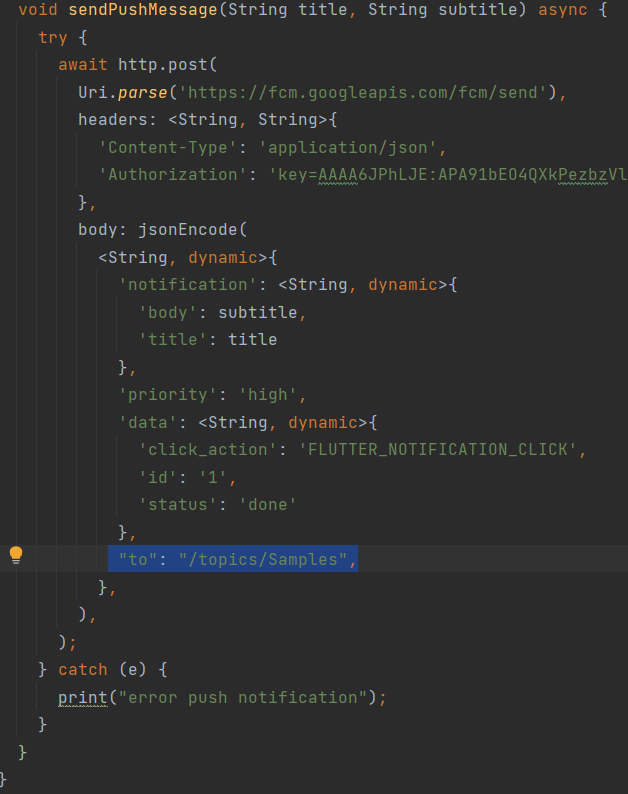 void sendPushMessage(String title, String subtitle) async {
try {
await http.post(
Uri.parse('https://fcm.googleapis.com/fcm/send'),
headers: <String, String>{
'Content-Type': 'application/json',
'Authorization': 'key=AAAA6JPhLJE:APA91bEO4QXkPezbzVl
},
body: jsonEncode(
<String, dynamic>{
'notification': <String, dynamic>{
'body': subtitle,
'title': title
},
'priority': 'high',
'data': <String, dynamic>{
'click_action': 'FLUTTER_NOTIFICATION_CLICK',
'id': '1',
'status': 'done'
},
"to": "/topics/Samples",
},
),
);
} catch (e) {
print("error push notification");
}
}
}